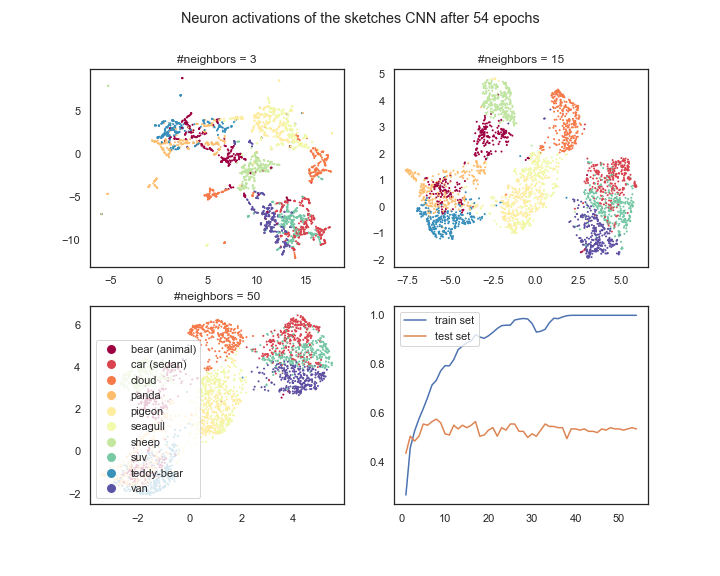 Neuron activations of the sketches CNN after 54 epochs
#neighbors = 3
5
0
−5
−10
−5 0 5 10 15
#neighbors = 15
5
4
3
2
1
0
−1
−2
−7.5 −5.0 −2.5 0.0 2.5 5.0
#neighbors = 50
6
4
2
0
−2
−2 0 2 4
bear (animal)
car (sedan)
cloud
panda
pigeon
seagull
sheep
suv
teddy-bear
van
1.0
0.8
0.6
0.4
0 10 20 30 40 50
train set
test set